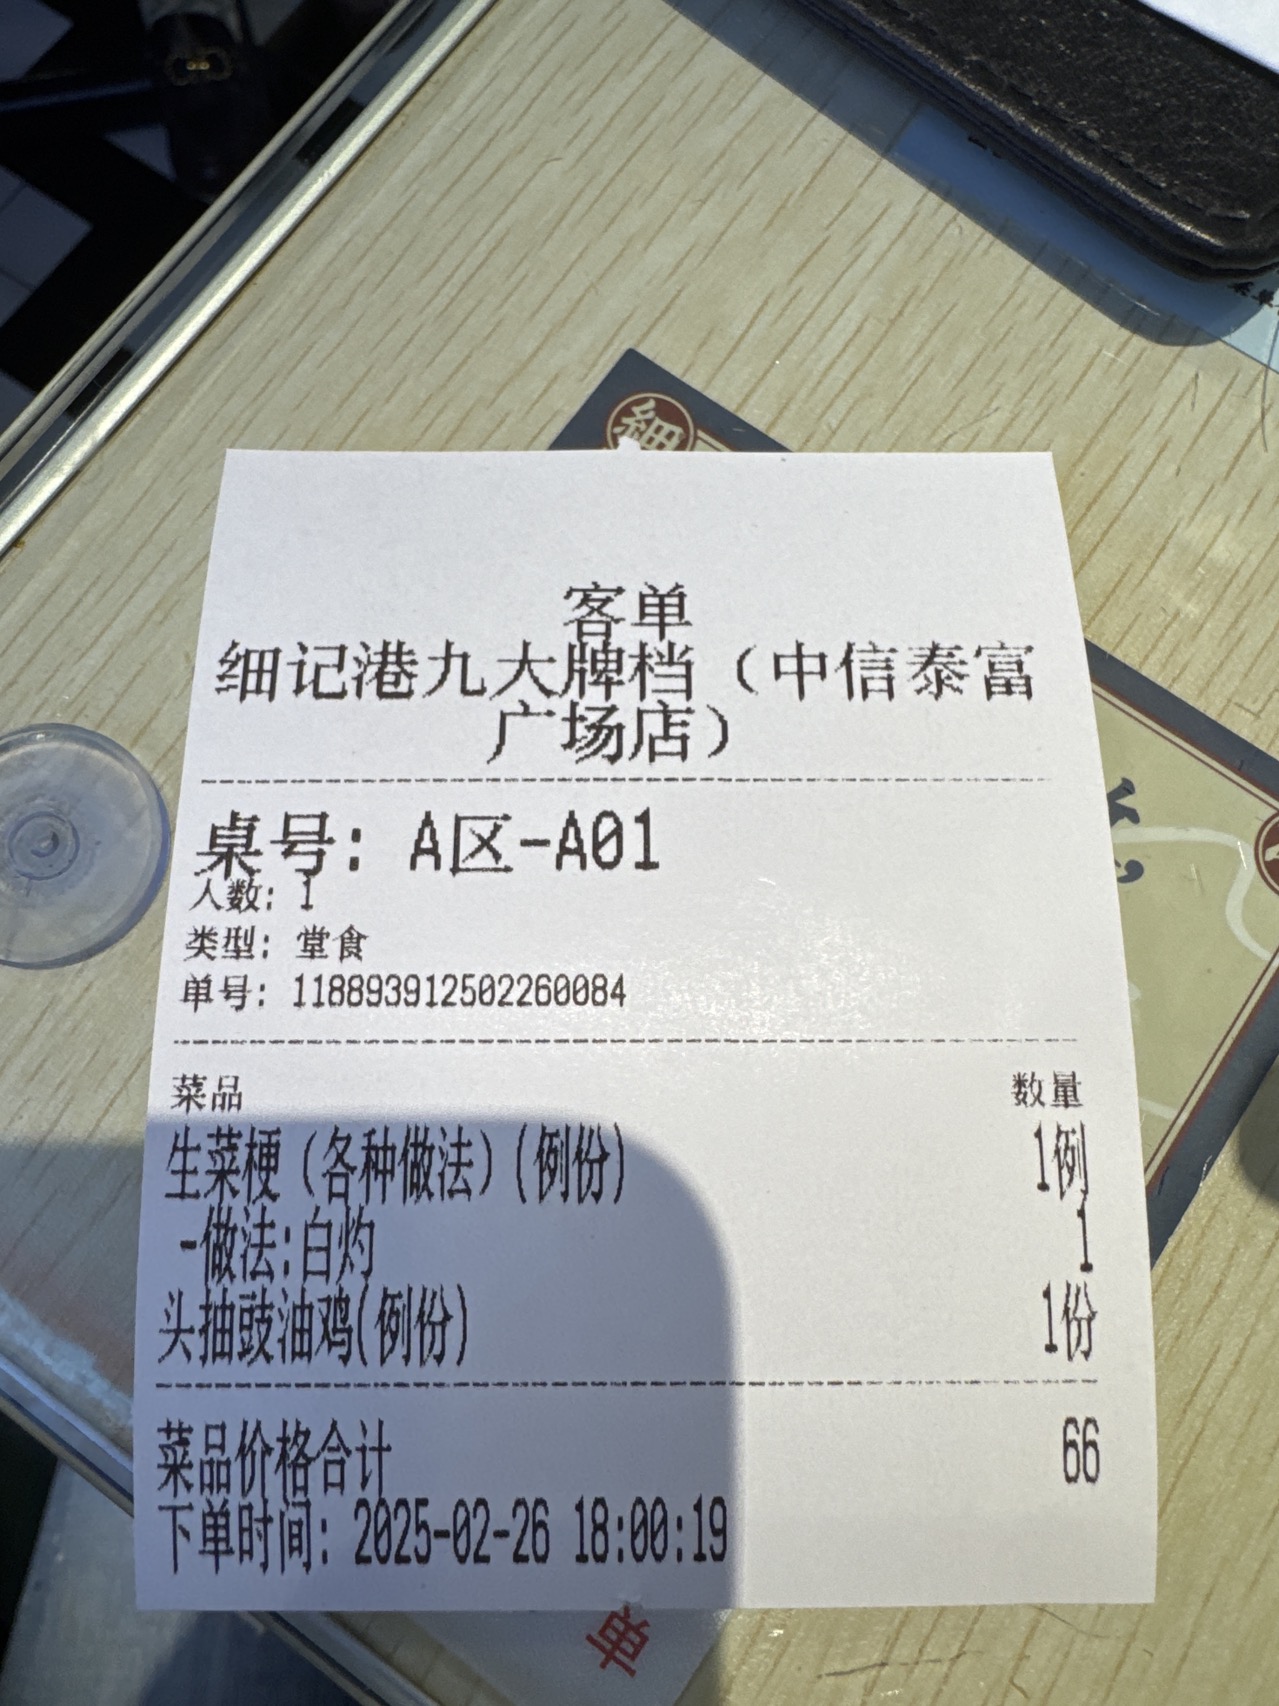 細
客单
细记港九大牌档（中信泰富
广场店）
桌号: A区-A01
人数: 1
类型: 堂食
单号: 118893912502260084
菜品 数量
生菜梗（各种做法）(例份) 1例
-做法:白灼 1
头抽豉油鸡(例份) 1份
菜品价格合计 66
下单时间: 2025-02-26 18:00:19